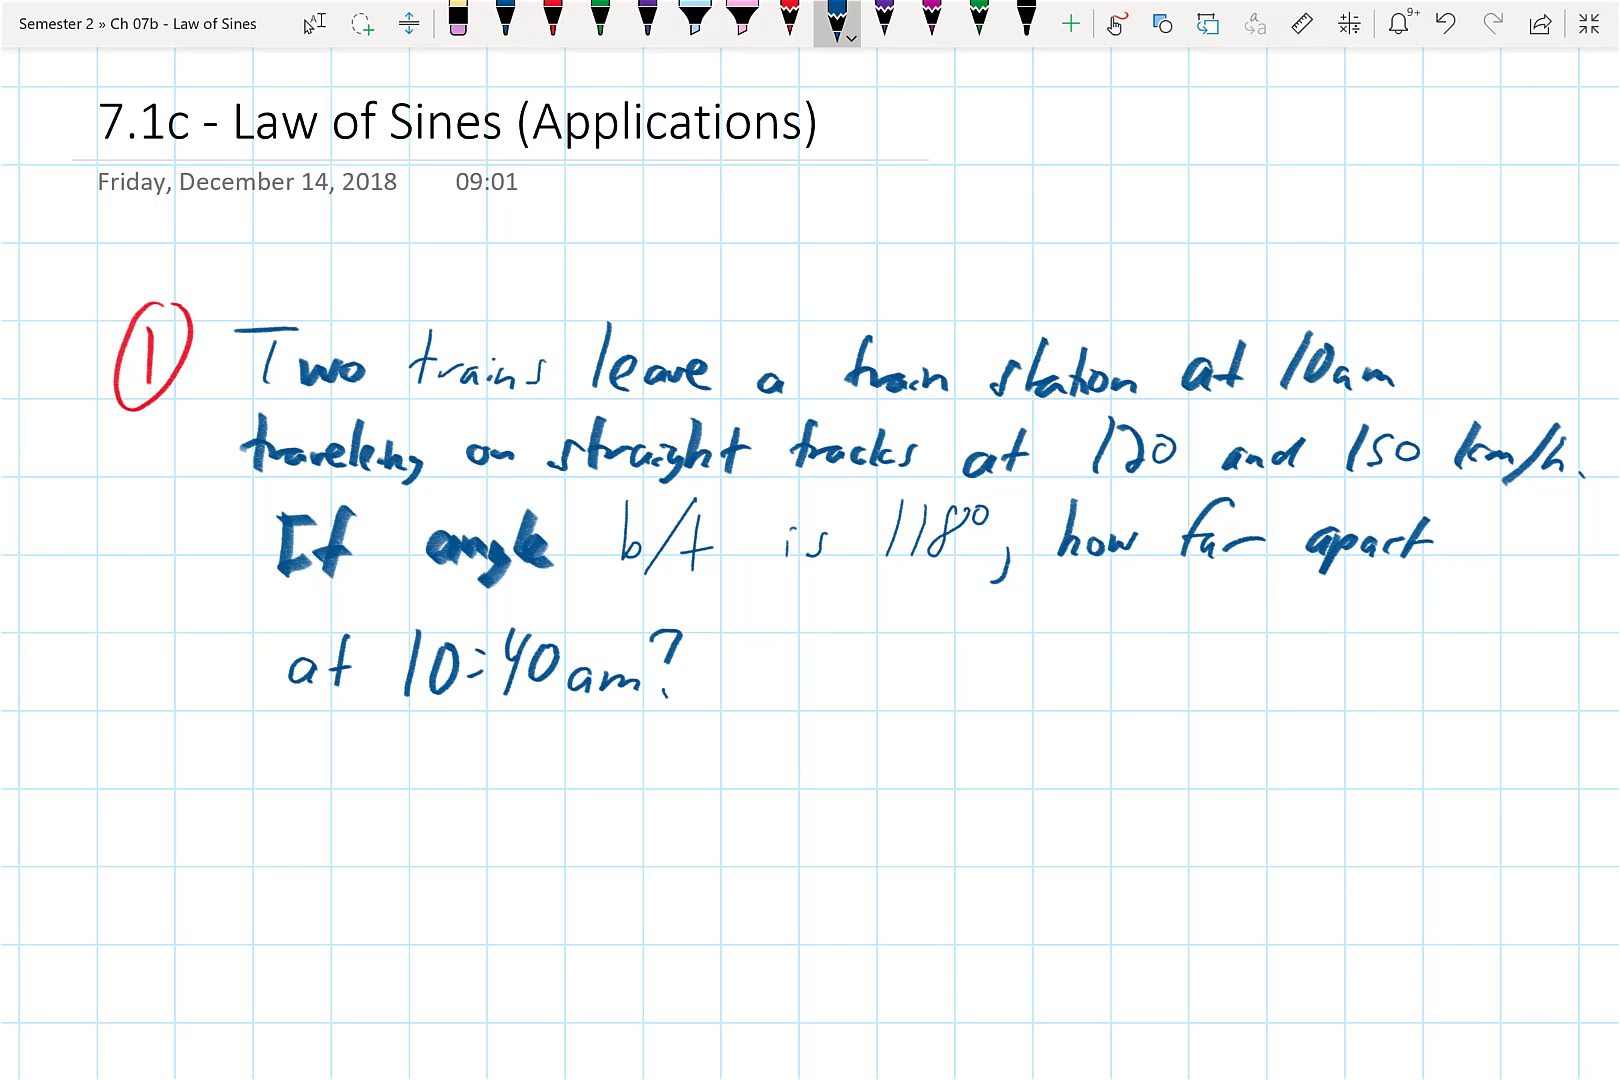 Semester 2 » Ch 07b - Law of Sines
9+
7.1c - Law of Sines (Applications)
Friday, December 14, 2018 09:01
① Two trains leave a train station at 10am
traveling on straight tracks at 120 and 150 km/h.
If angle b/t is 118°, how far apart
at 10:40am?